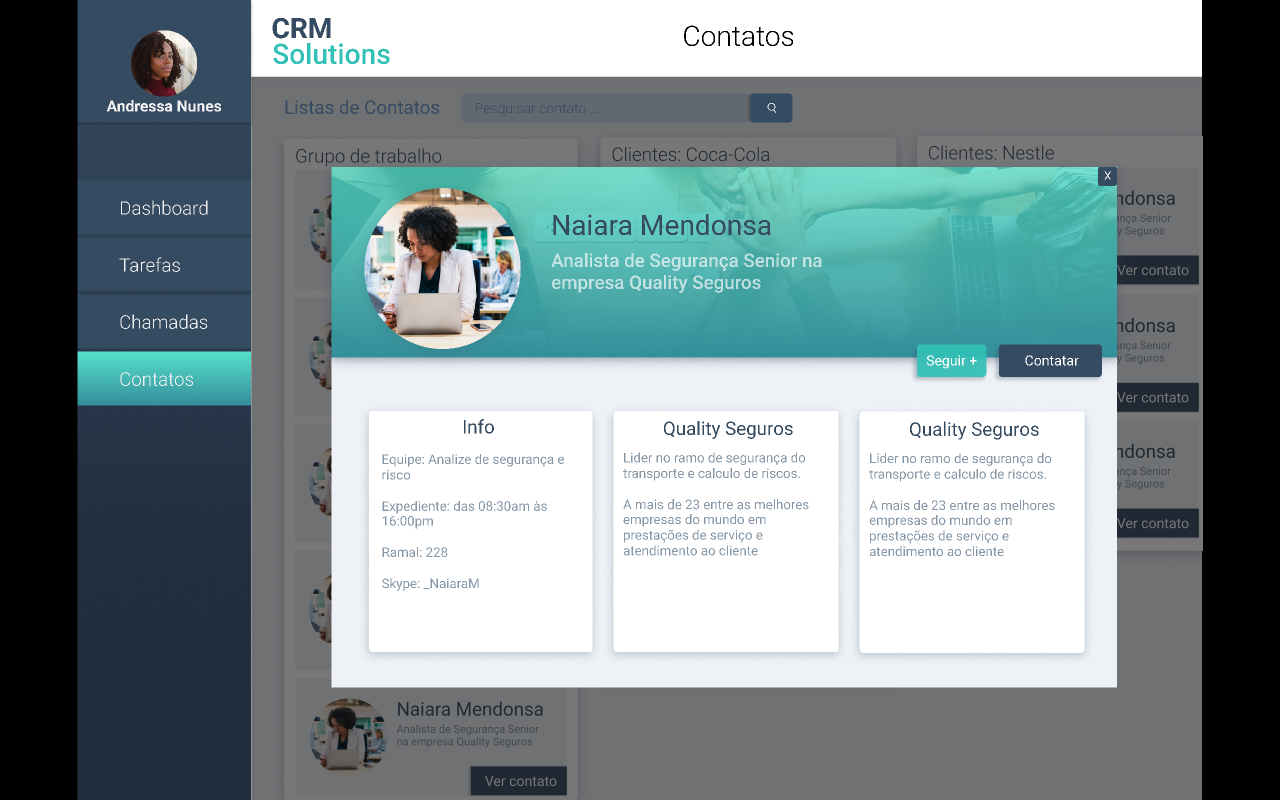 Andressa Nunes
Dashboard
Tarefas
Chamadas
Contatos
CRM
Solutions
Contatos
Listas de Contatos
Pesquisar contato ...
Grupo de trabalho
Clientes: Coca-Cola
Clientes: Nestle
X
Naiara Mendonsa
Analista de Segurança Senior na
empresa Quality Seguros
Seguir +
Contatar
Info
Equipe: Analize de segurança e
risco
Expediente: das 08:30am às
16:00pm
Ramal: 228
Skype: _NaiaraM
Quality Seguros
Lider no ramo de segurança do
transporte e calculo de riscos.
A mais de 23 entre as melhores
empresas do mundo em
prestações de serviço e
atendimento ao cliente
Quality Seguros
Lider no ramo de segurança do
transporte e calculo de riscos.
A mais de 23 entre as melhores
empresas do mundo em
prestações de serviço e
atendimento ao cliente
ndonsa
nça Senior
y Seguros
Ver contato
ndonsa
nça Senior
y Seguros
Ver contato
ndonsa
nça Senior
y Seguros
Ver contato
Naiara Mendonsa
Analista de Segurança Senior
na empresa Quality Seguros
Ver contato